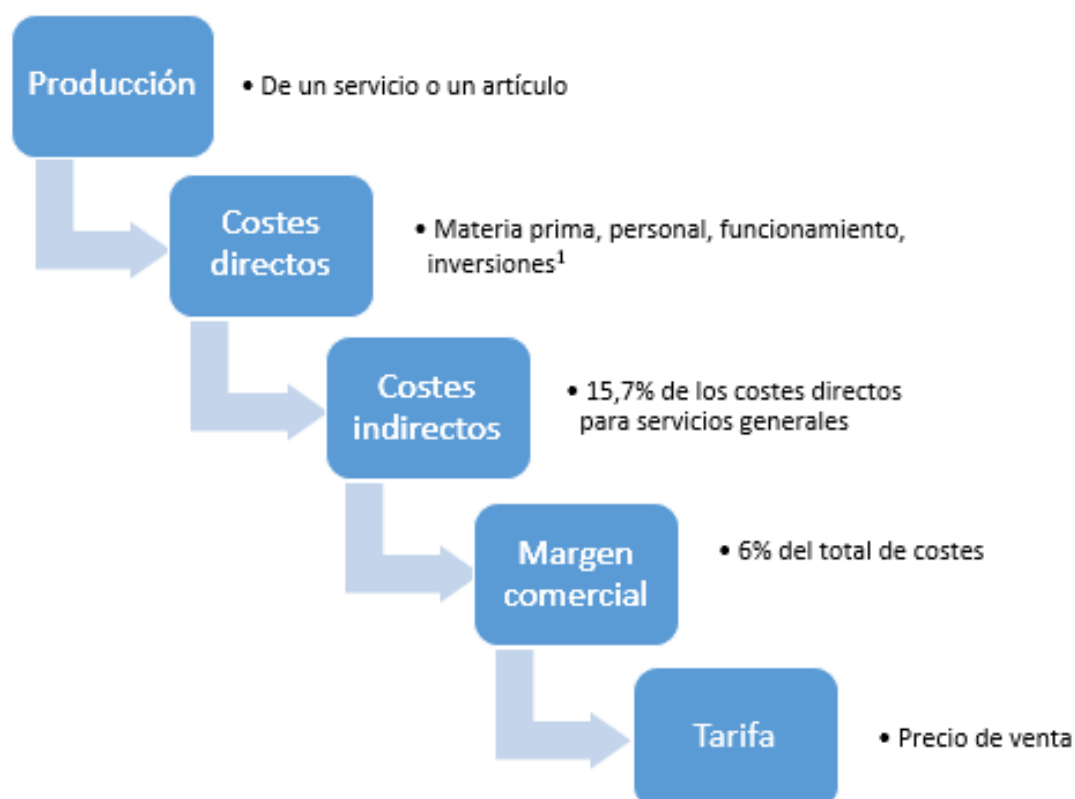 Producción
• De un servicio o un artículo
Costes
directos
• Materia prima, personal, funcionamiento,
inversiones¹
Costes
indirectos
• 15,7% de los costes directos
para servicios generales
Margen
comercial
• 6% del total de costes
Tarifa
• Precio de venta